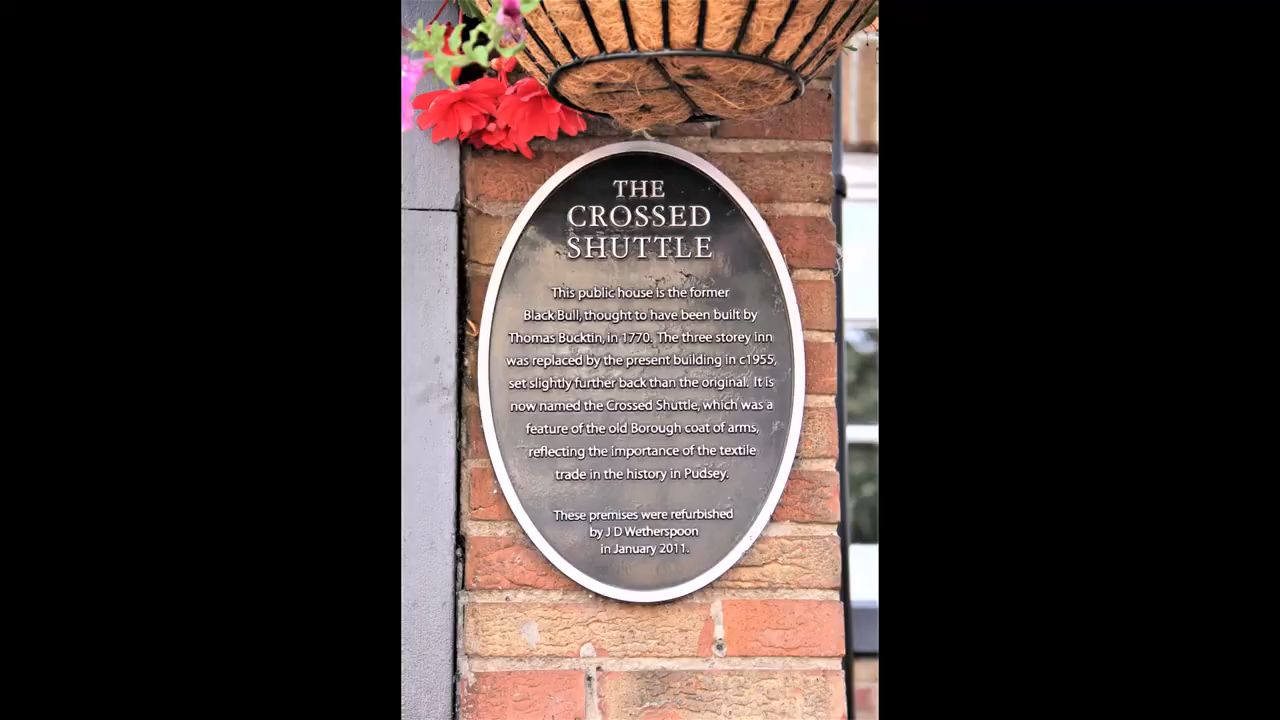 THE
CROSSED
SHUTTLE
This public house is the former
Black Bull, thought to have been built by
Thomas Bucktin, in 1770. The three storey inn
was replaced by the present building in c1955,
set slightly further back than the original. It is
now named the Crossed Shuttle, which was a
feature of the old Borough coat of arms,
reflecting the importance of the textile
trade in the history in Pudsey.
These premises were refurbished
by J D Wetherspoon
in January 2011.